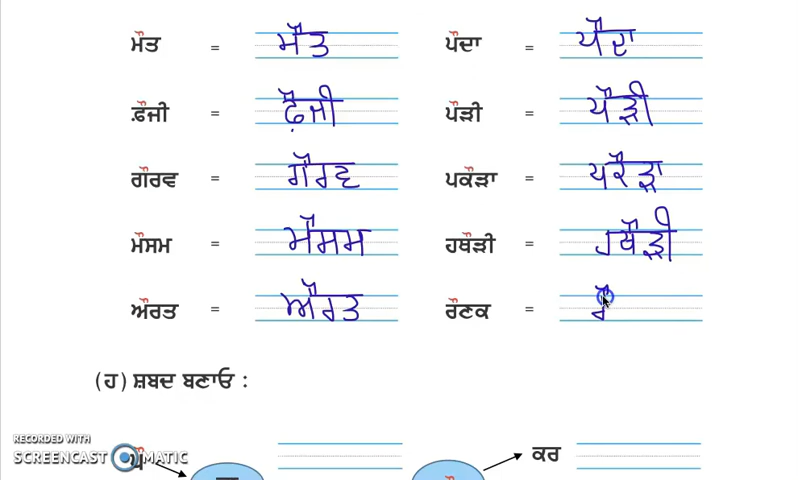 ਮੌਤ = ਮੌਤ ਪੌਦਾ = ਪੌਦਾ
ਫ਼ੌਜੀ = ਫ਼ੌਜੀ ਪੌੜੀ = ਪੌੜੀ
ਗੌਰਵ = ਗੌਰਵ ਪਕੌੜਾ = ਪਕੌੜਾ
ਮੌਸਮ = ਮੌਸਮ ਹਥੌੜੀ = ਹਥੌੜੀ
ਔਰਤ = ਔਰਤ ਰੌਣਕ = ਰੌ
(ਹ) ਸ਼ਬਦ ਬਣਾਓ :
ਕਰ
RECORDED WITH
SCREENCAST MATIC